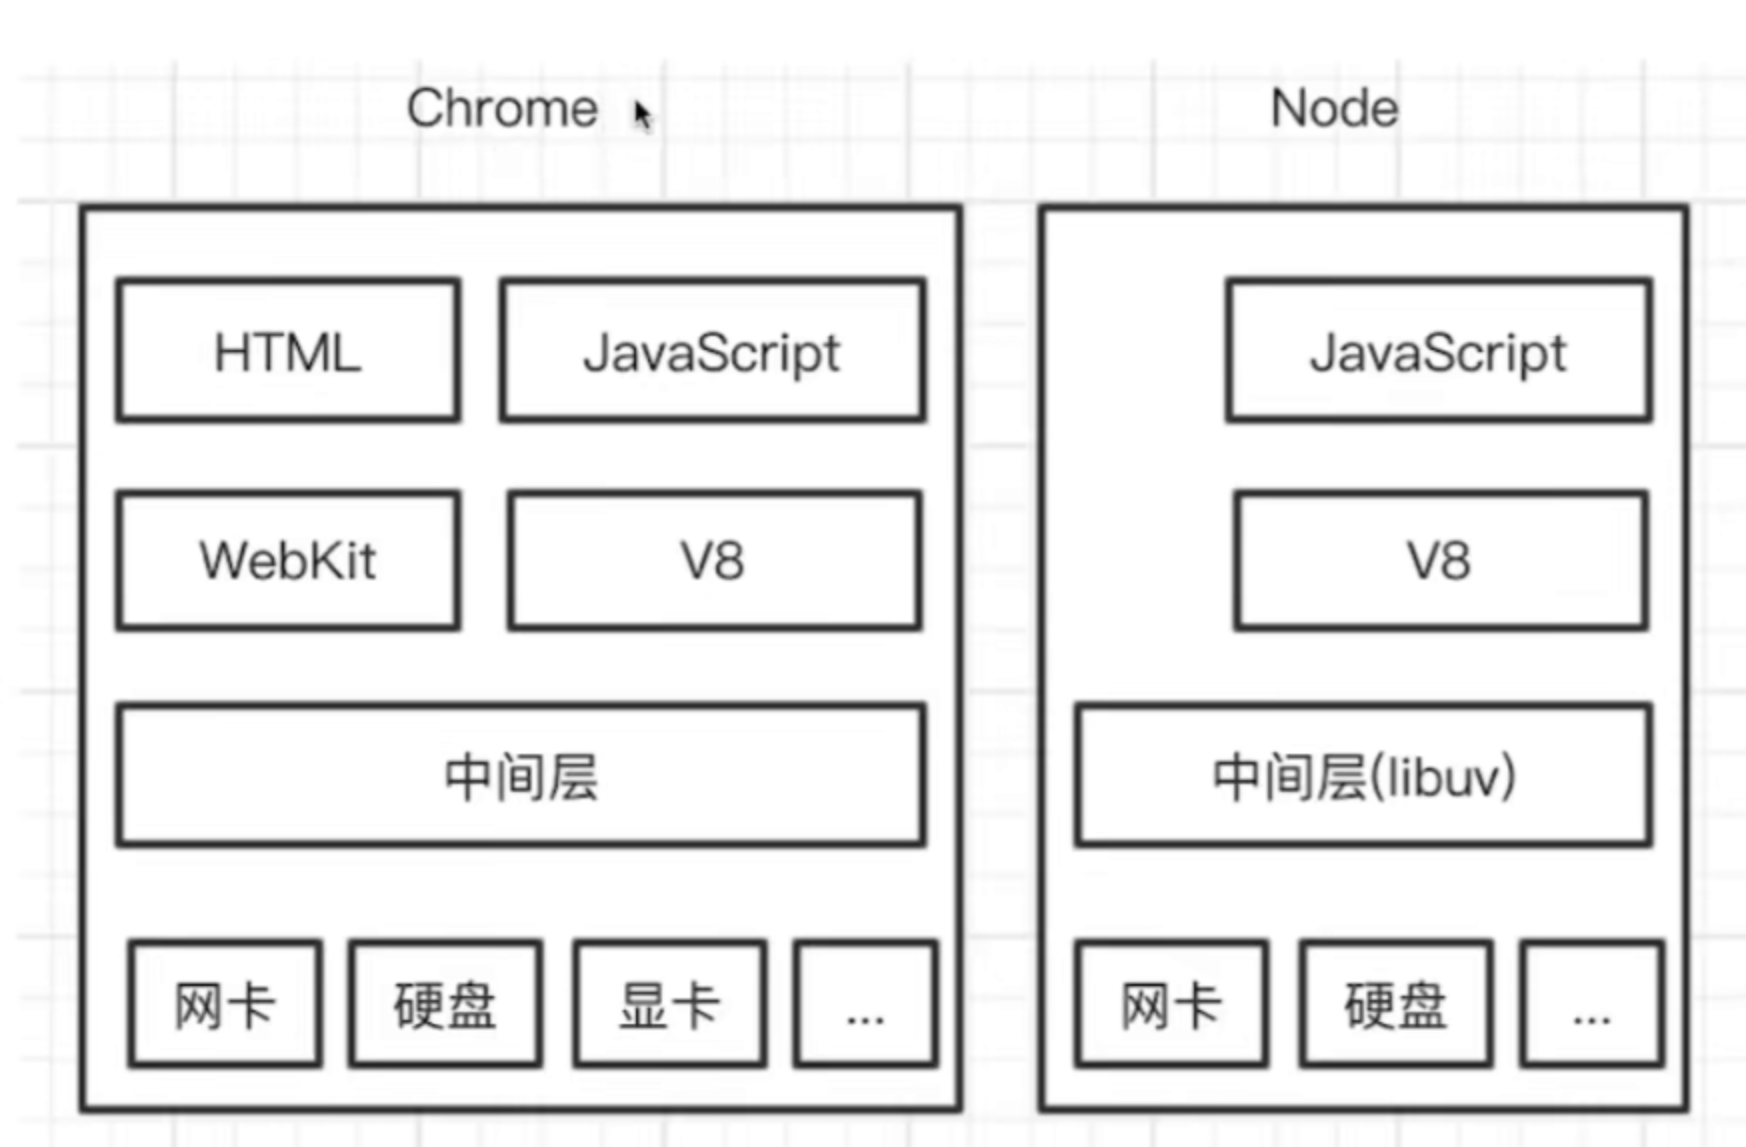 Chrome
Node
HTML
JavaScript
JavaScript
WebKit
V8
V8
中间层
中间层(libuv)
网卡
硬盘
显卡
...
网卡
硬盘
...